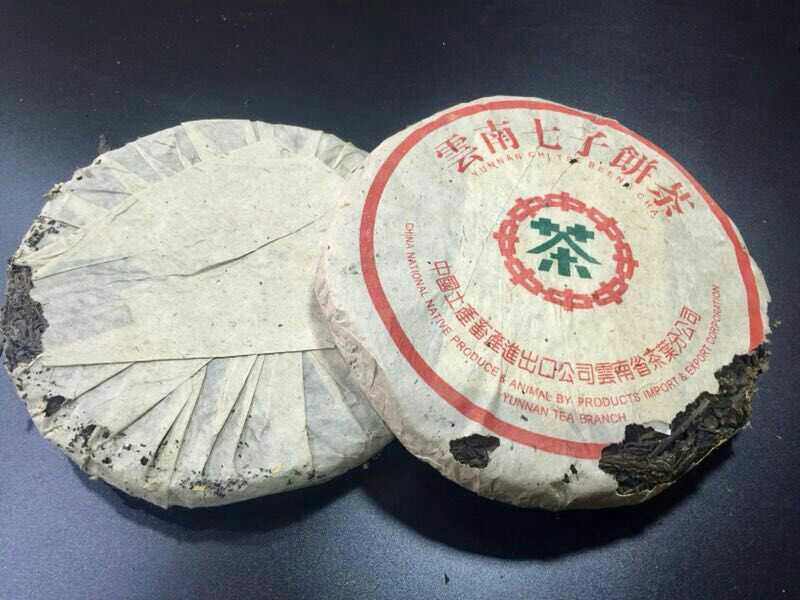 雲南七子餅茶
YUNNAN CHI TSE BEENG CHA
茶
中國土產畜產進出口公司雲南省茶葉分公司
CHINA NATIONAL NATIVE PRODUCE & ANIMAL BY PRODUCTS IMPORT & EXPORT CORPORATION
YUNNAN TEA BRANCH